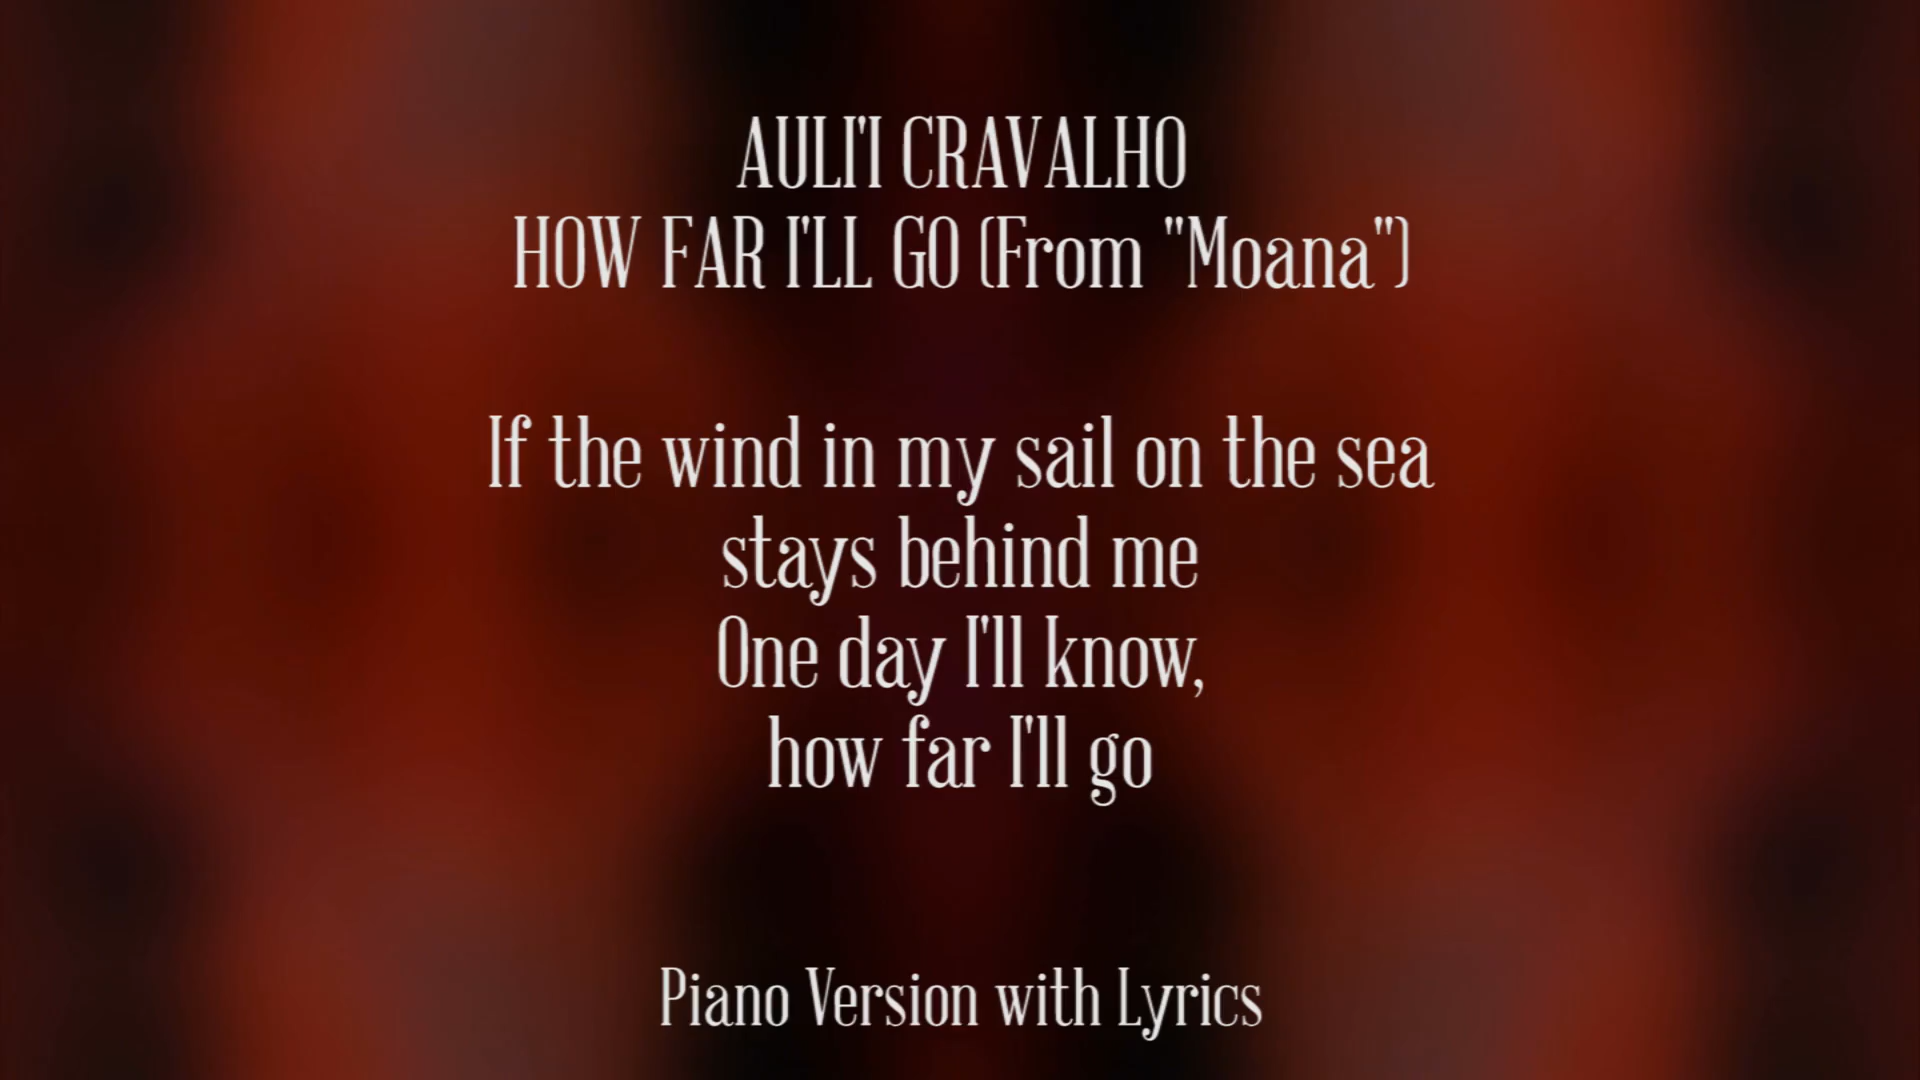 AULI'I CRAVALHO
HOW FAR I'LL GO (From "Moana")
If the wind in my sail on the sea
stays behind me
One day I'll know,
how far I'll go
Piano Version with Lyrics